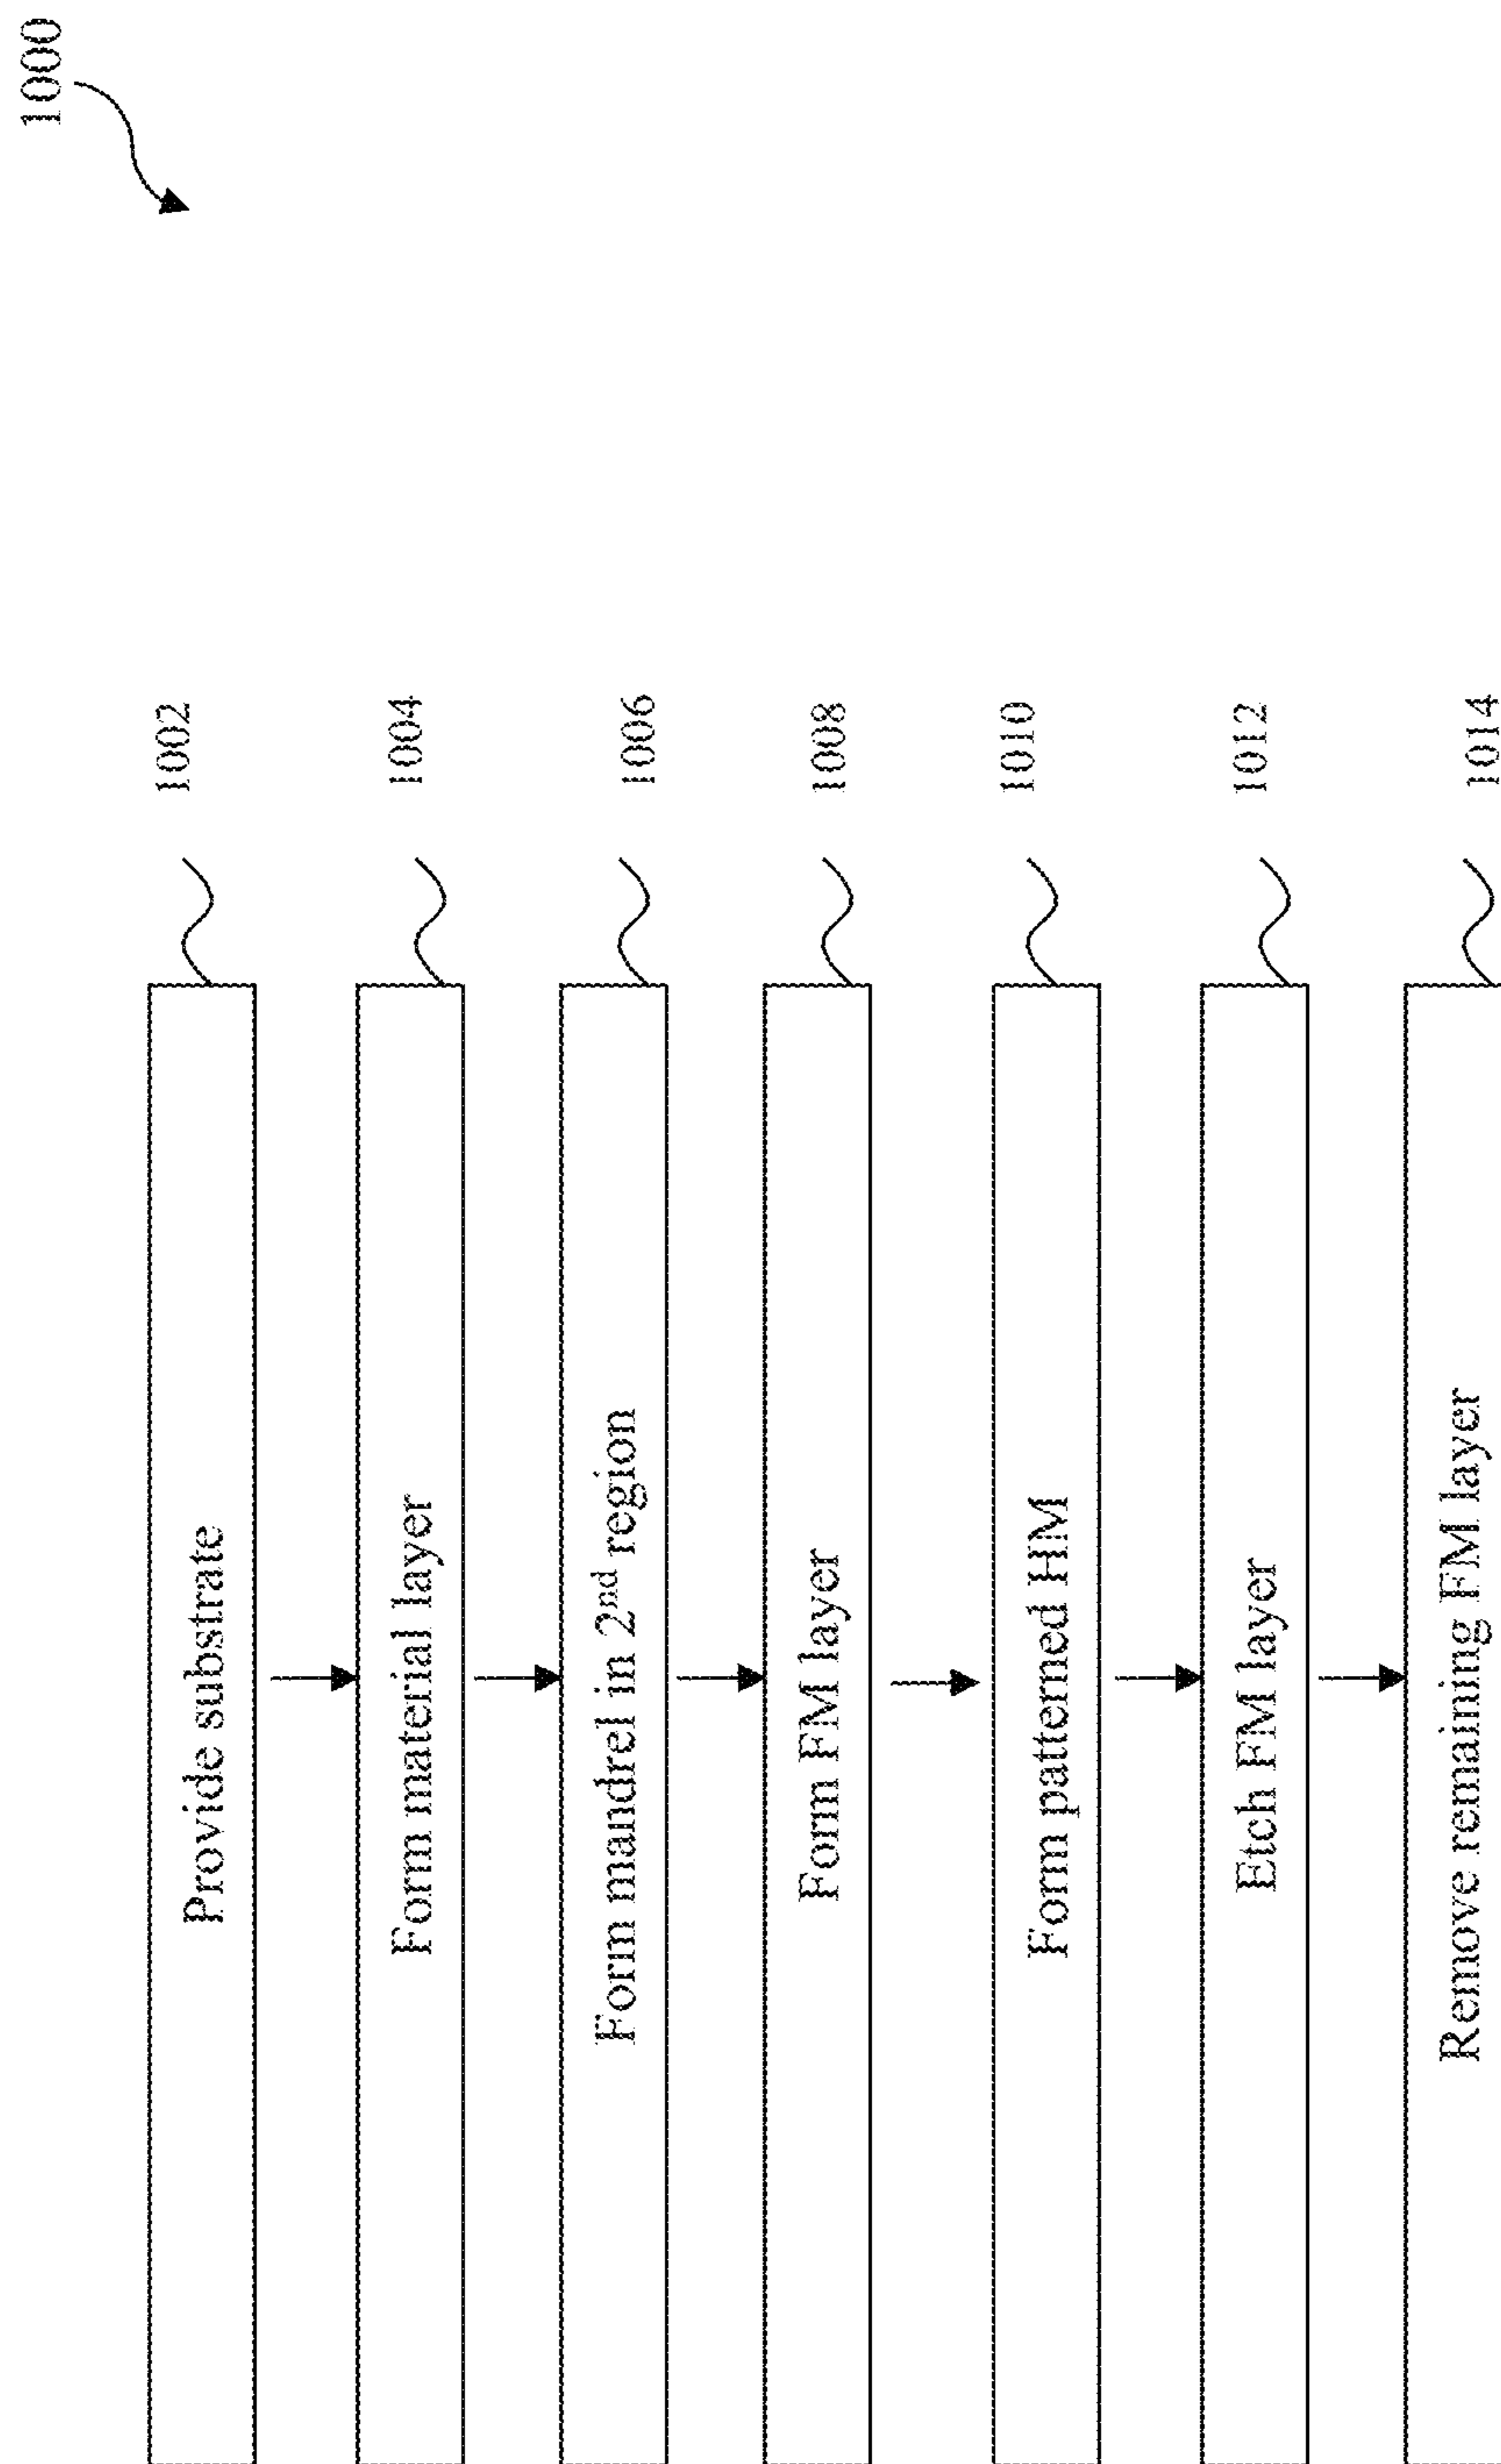 1000
Provide substrate
1002
Form material layer
1004
Form mandrel in 2nd region
1006
Form FM layer
1008
Form patterned HM
1010
Etch FM layer
1012
Remove remaining FM layer
1014